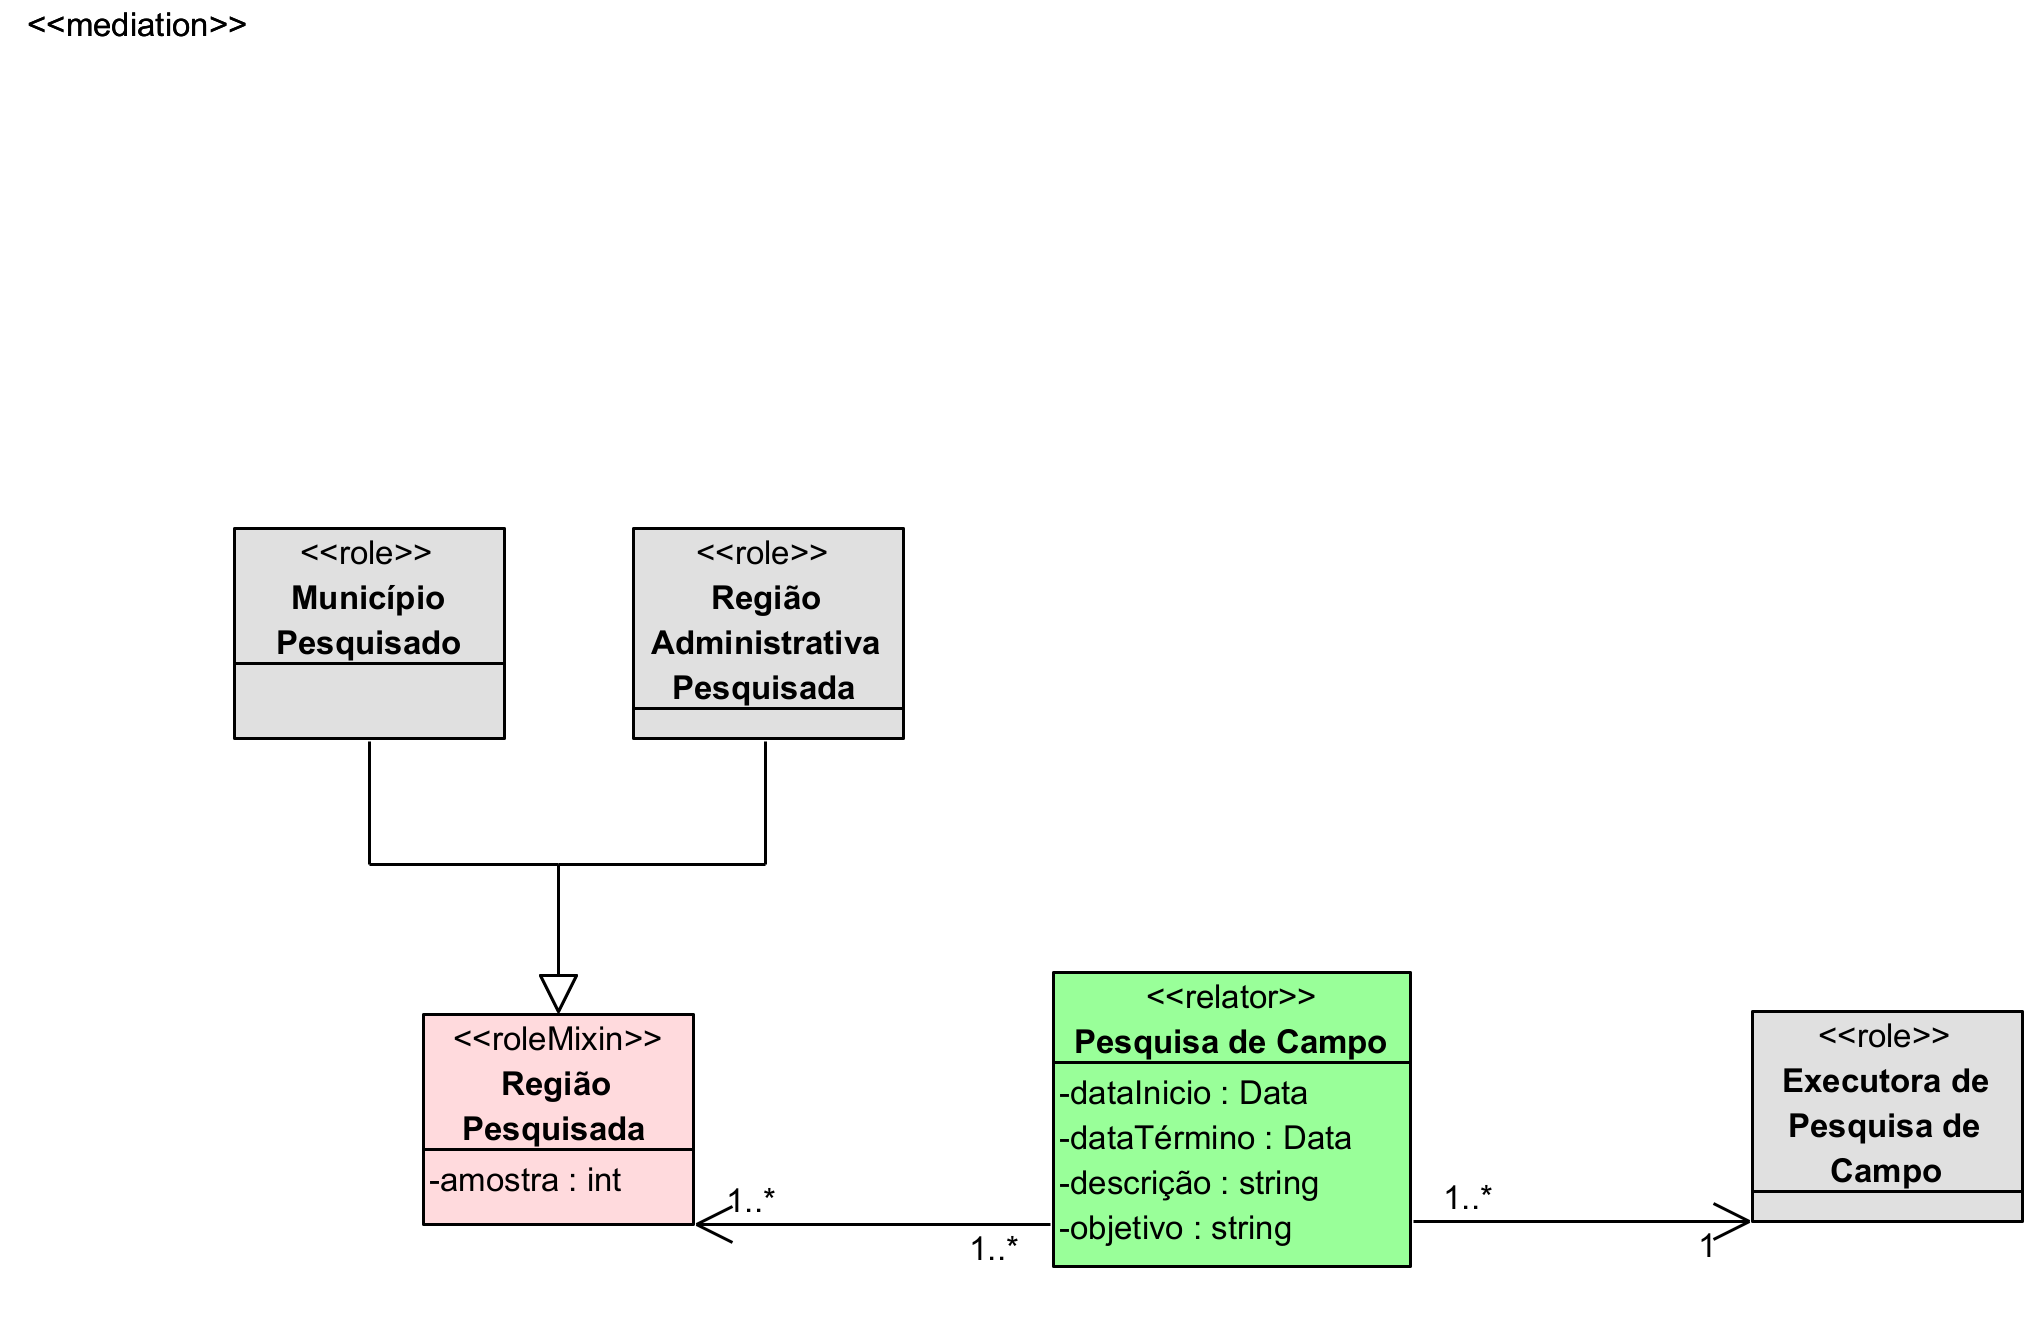 <<mediation>>
<<role>>
Município
Pesquisado
<<role>>
Região
Administrativa
Pesquisada
<<roleMixin>>
Região
Pesquisada
-amostra : int
1..*
1..*
<<relator>>
Pesquisa de Campo
-dataInicio : Data
-dataTérmino : Data
-descrição : string
-objetivo : string
1..*
1
<<role>>
Executora de
Pesquisa de
Campo